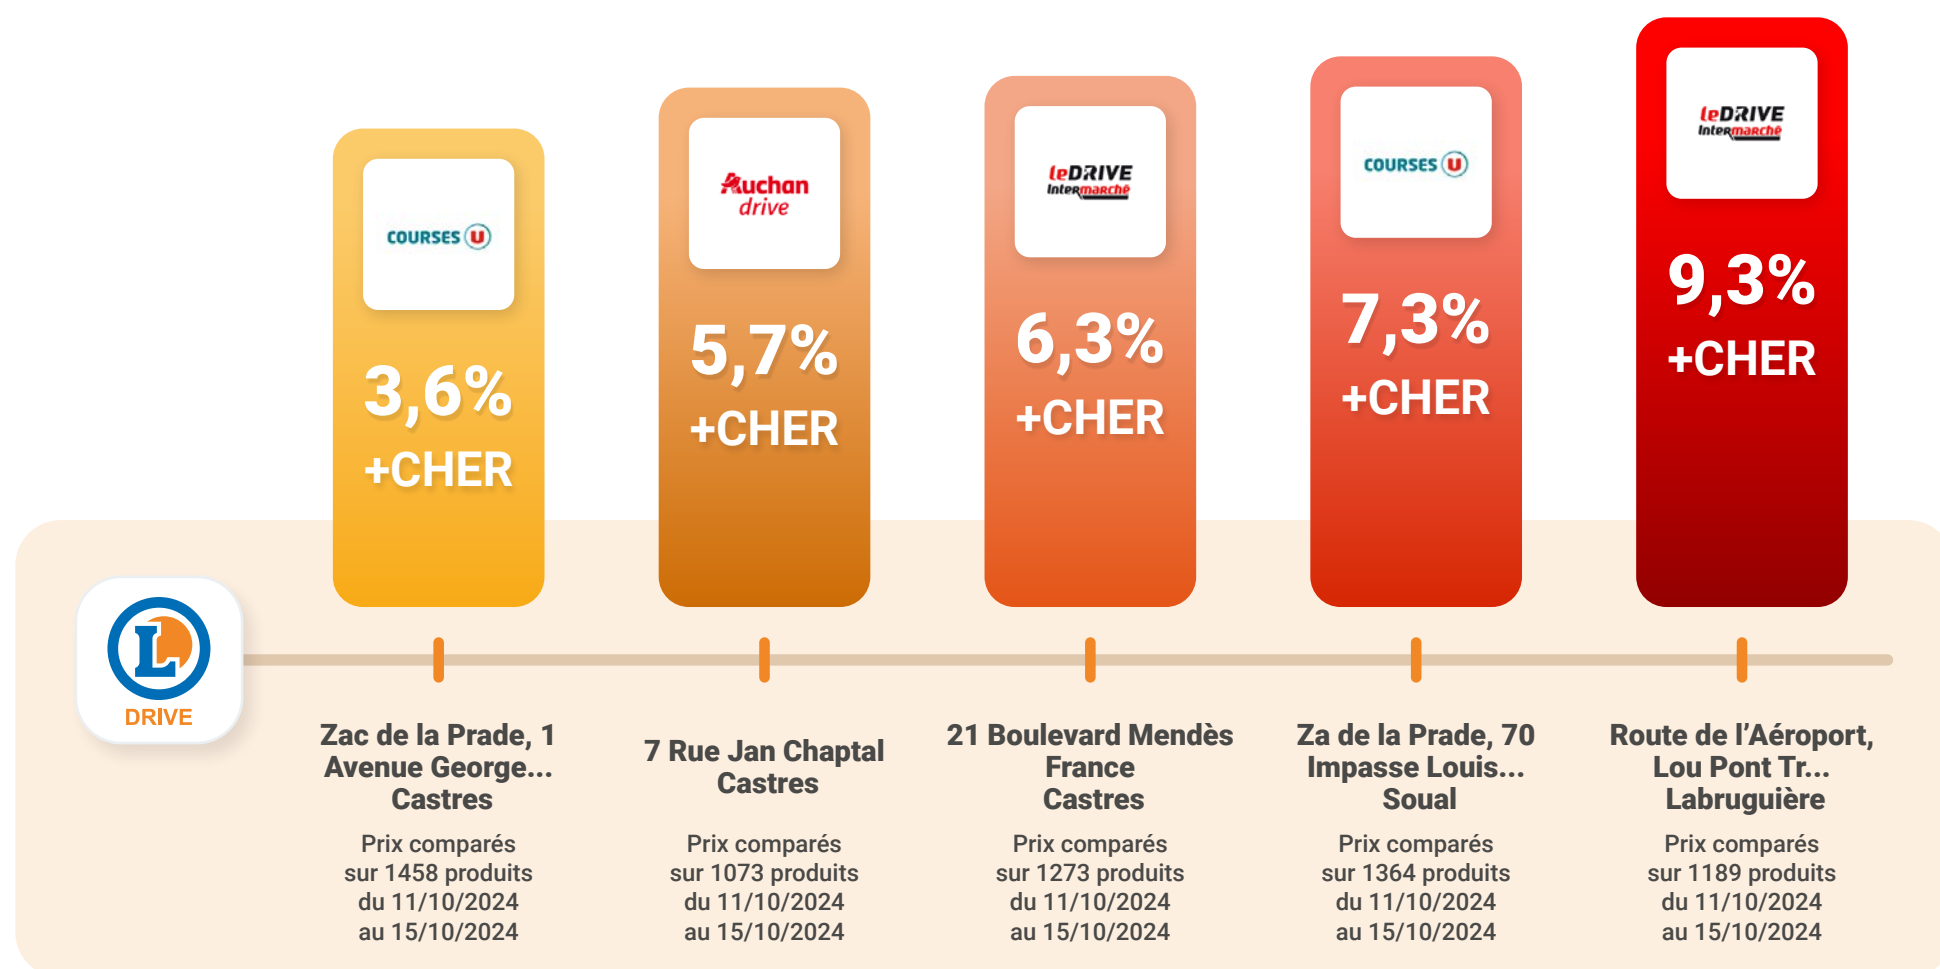 COURSES U
3,6%
+CHER
Auchan
drive
5,7%
+CHER
leDRIVE
Intermarché
6,3%
+CHER
COURSES U
7,3%
+CHER
leDRIVE
Intermarché
9,3%
+CHER
L
DRIVE
Zac de la Prade, 1
Avenue George...
Castres
Prix comparés
sur 1458 produits
du 11/10/2024
au 15/10/2024
7 Rue Jan Chaptal
Castres
Prix comparés
sur 1073 produits
du 11/10/2024
au 15/10/2024
21 Boulevard Mendès
France
Castres
Prix comparés
sur 1273 produits
du 11/10/2024
au 15/10/2024
Za de la Prade, 70
Impasse Louis...
Soual
Prix comparés
sur 1364 produits
du 11/10/2024
au 15/10/2024
Route de l’Aéroport,
Lou Pont Tr...
Labruguière
Prix comparés
sur 1189 produits
du 11/10/2024
au 15/10/2024